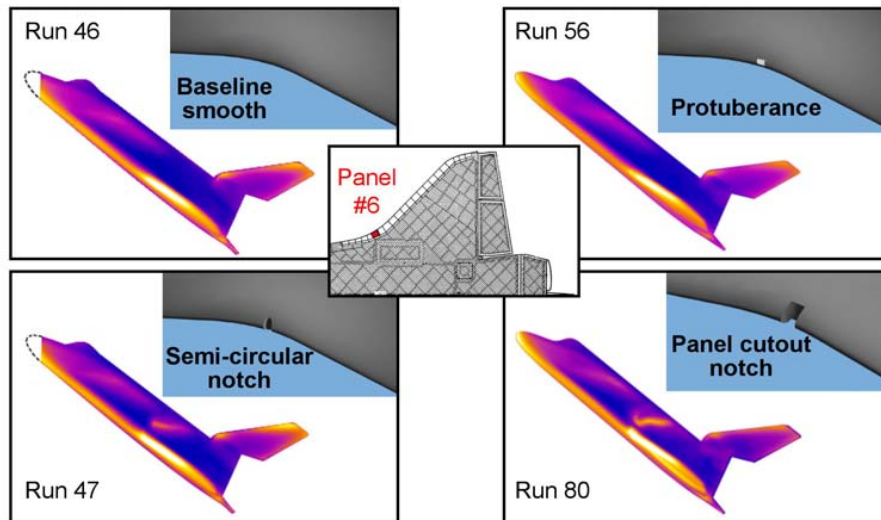 Run 46
Baseline
smooth
Run 56
Protuberance
Panel
#6
Semi-circular
notch
Run 47
Panel cutout
notch
Run 80